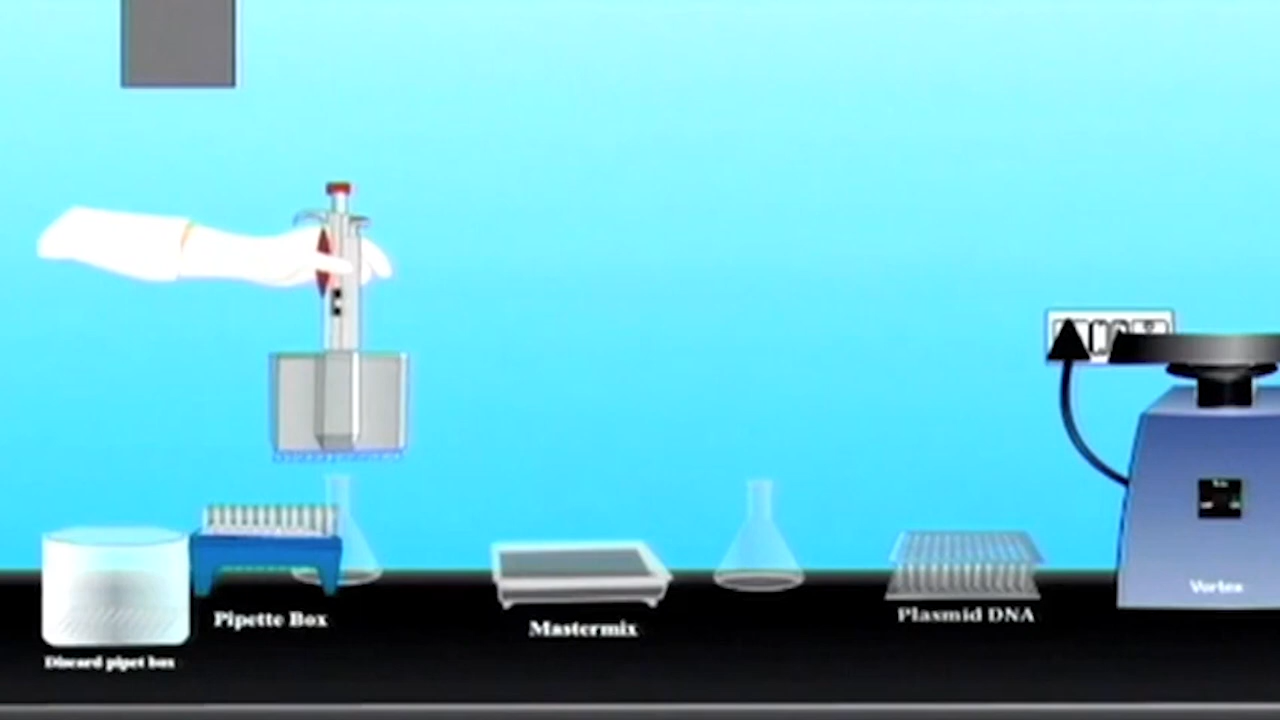 Vortex
Pipette Box
Mastermix
Plasmid DNA
Discard pipet box